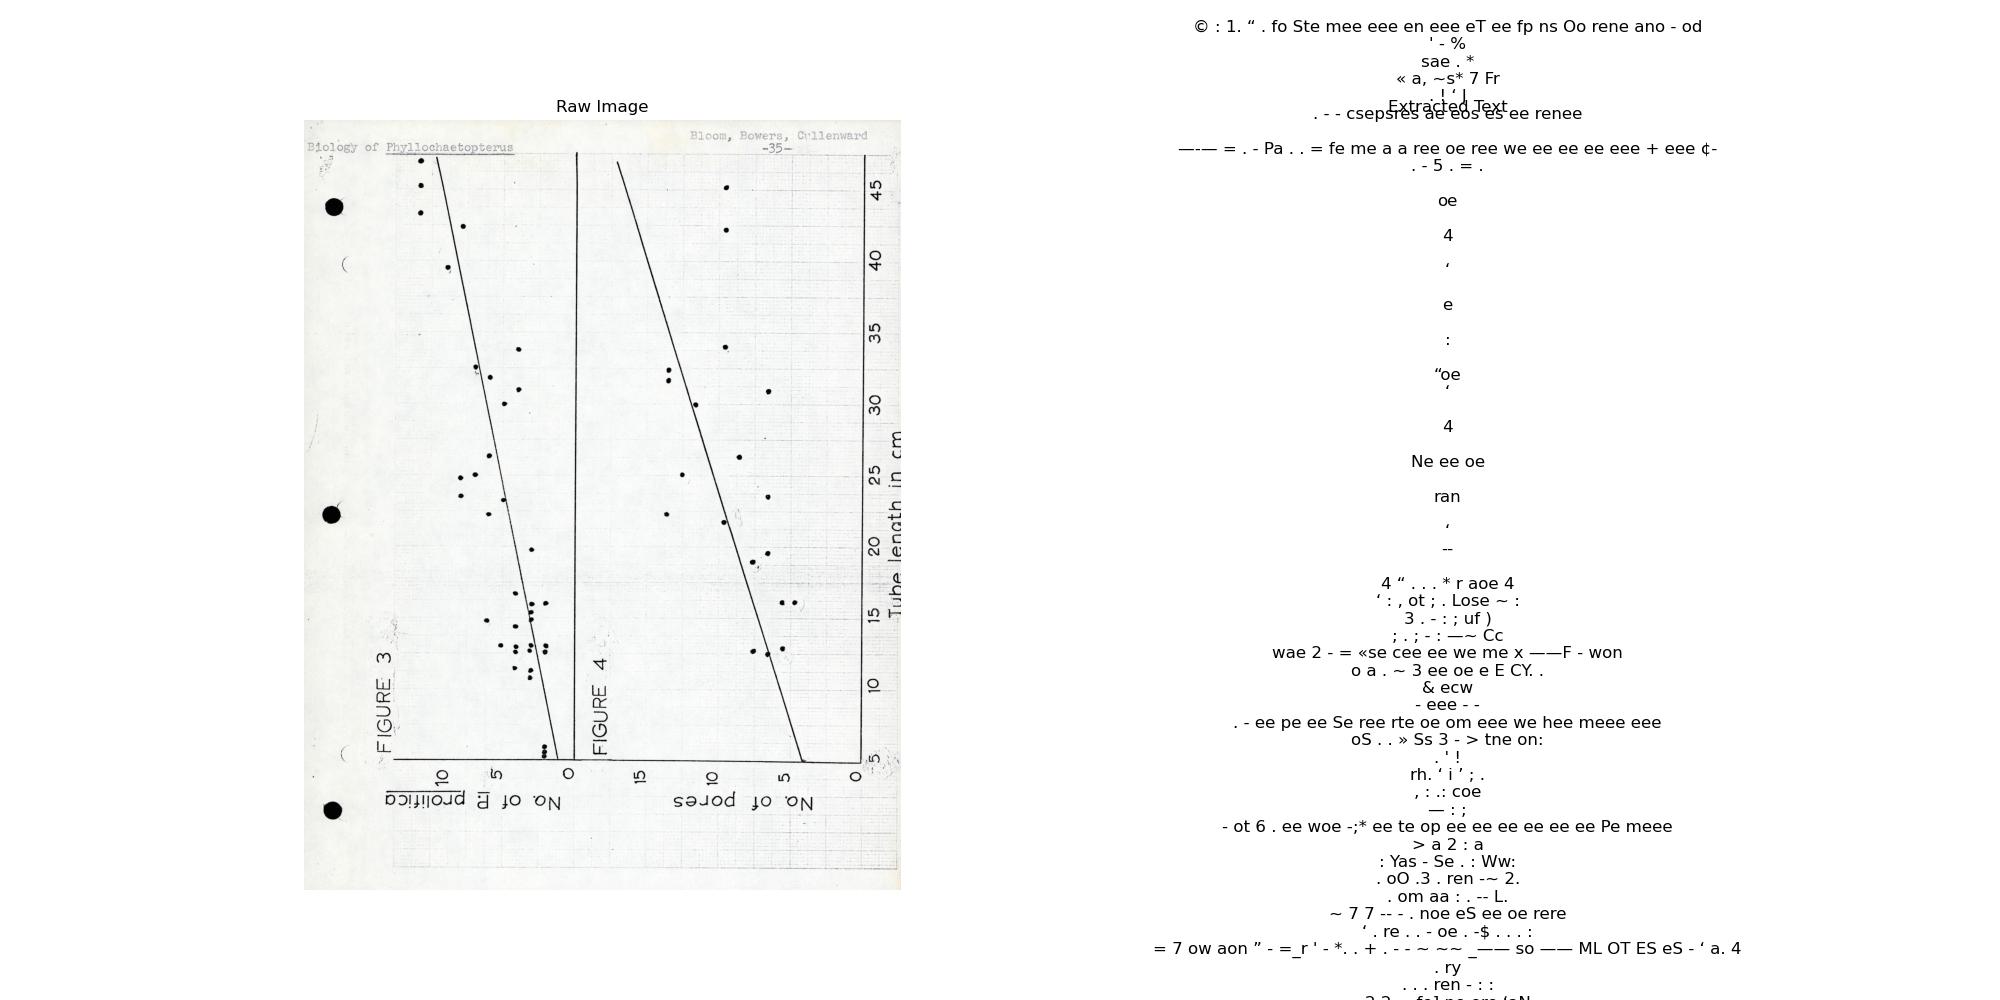 Raw Image
Bloom, Bowers, Cullenward
Biology of Phyllochaetopterus
-35-
FIGURE 3
No. of P. prolifica
10
5
0
FIGURE 4
No. of pores
15
10
5
0
5
10
15
20
25
30
35
40
45
Tube length in cm
© : 1. “ . fo Ste mee eee en eee eT ee fp ns Oo rene ano - od
' - %
sae . *
« a, ~s* 7 Fr
. ! ‘ |
Extracted Text
. - - csepsres ae eos es ee renee
—-— = . - Pa . . = fe me a a ree oe ree we ee ee ee eee + eee ¢-
. - 5 . = .
oe
4
‘
e
:
“oe
‘
4
Ne ee oe
ran
‘
--
4 “ . . . * r aoe 4
‘ : , ot ; . Lose ~ :
3 . - : ; uf )
; . ; - : —~ Cc
wae 2 - = «se cee ee we me x ——F - won
o a . ~ 3 ee oe e E CY. .
& ecw
- eee - -
. - ee pe ee Se ree rte oe om eee we hee meee eee
oS . . » Ss 3 - > tne on:
. ' !
rh. ‘ i ’ ; .
, : .: coe
— : ;
- ot 6 . ee woe -;* ee te op ee ee ee ee ee ee Pe meee
> a 2 : a
: Yas - Se . : Ww:
. oO .3 . ren -~ 2.
. om aa : . -- L.
~ 7 7 -- - . noe eS ee oe rere
‘ . re . . - oe . -$ . . . :
= 7 ow aon ” - =_r ' - *. . + . - - ~ ~~ _—— so —— ML OT ES eS - ‘ a. 4
. ry
. . . ren - : :